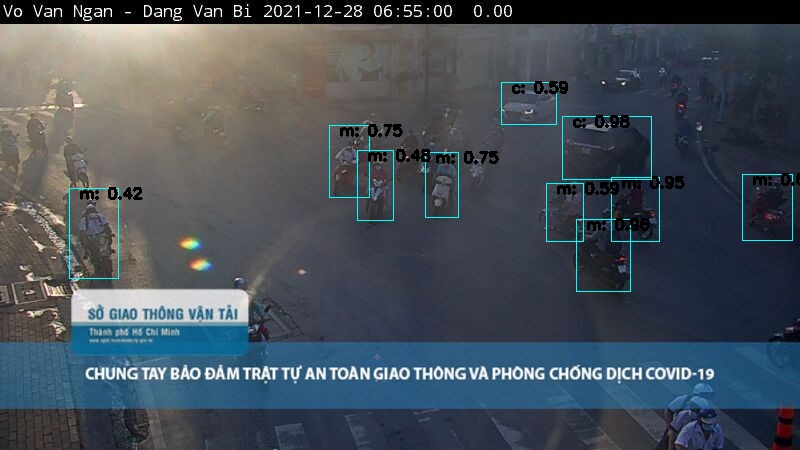 Vo Van Ngan - Dang Van Bi 2021-12-28 06:55:00 0.00
c: 0.59
c: 0.98
m: 0.75
m: 0.48
m: 0.75
m: 0.59
m: 0.95
m: 0.42
m: 0.96
SỞ GIAO THÔNG VẬN TẢI
Thành phố Hồ Chí Minh
CHUNG TAY BẢO ĐẢM TRẬT TỰ AN TOÀN GIAO THÔNG VÀ PHÒNG CHỐNG DỊCH COVID-19